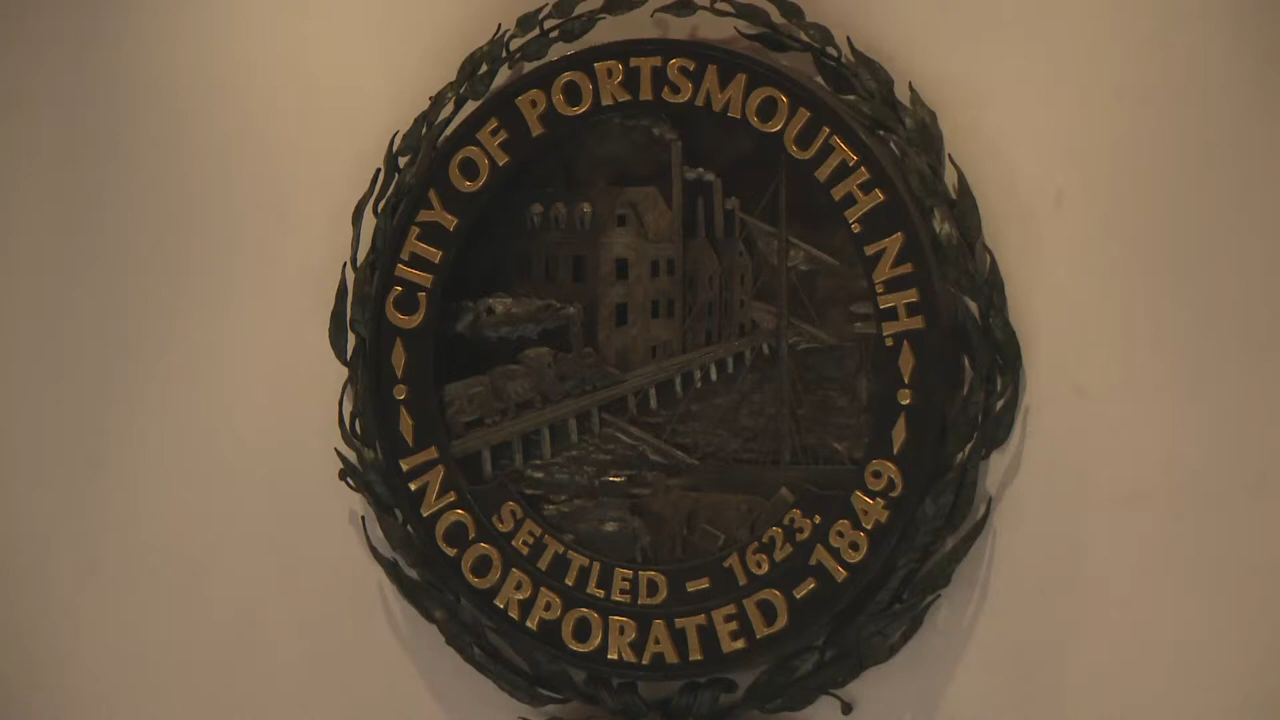 CITY OF PORTSMOUTH. N.H.
SETTLED – 1623.
INCORPORATED – 1849